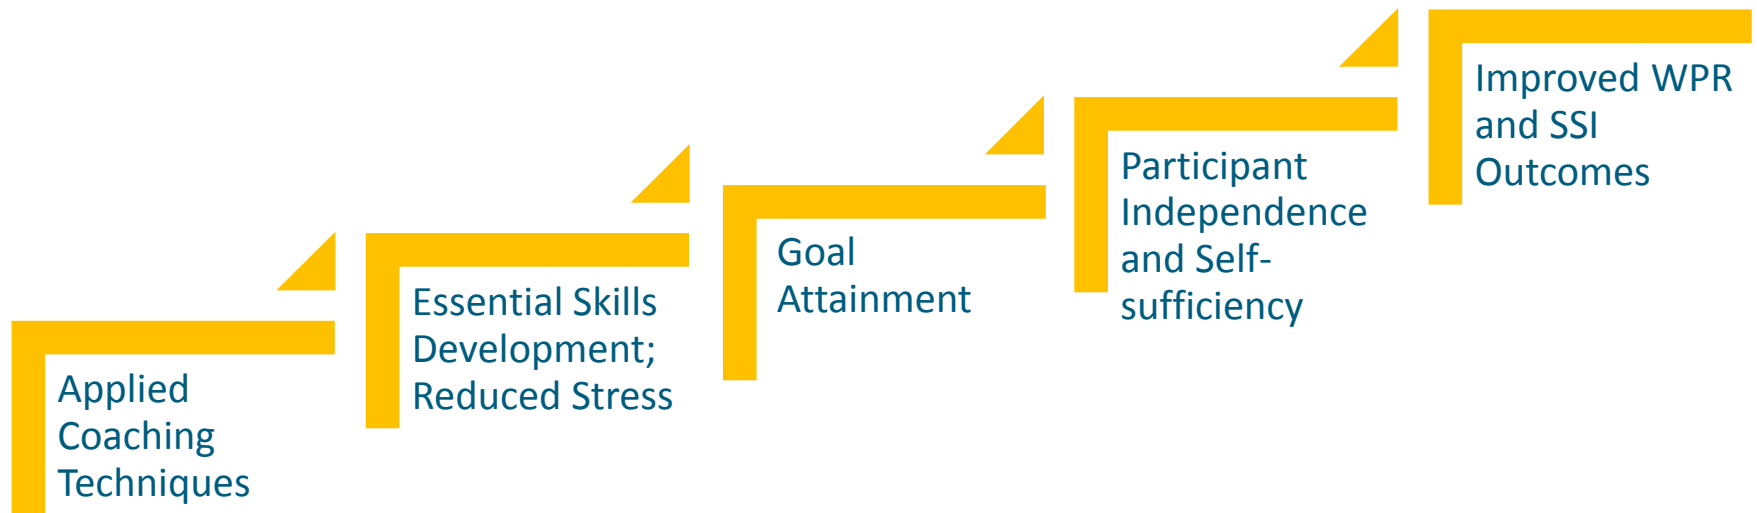 Applied
Coaching
Techniques
Essential Skills
Development;
Reduced Stress
Goal
Attainment
Participant
Independence
and Self-
sufficiency
Improved WPR
and SSI
Outcomes